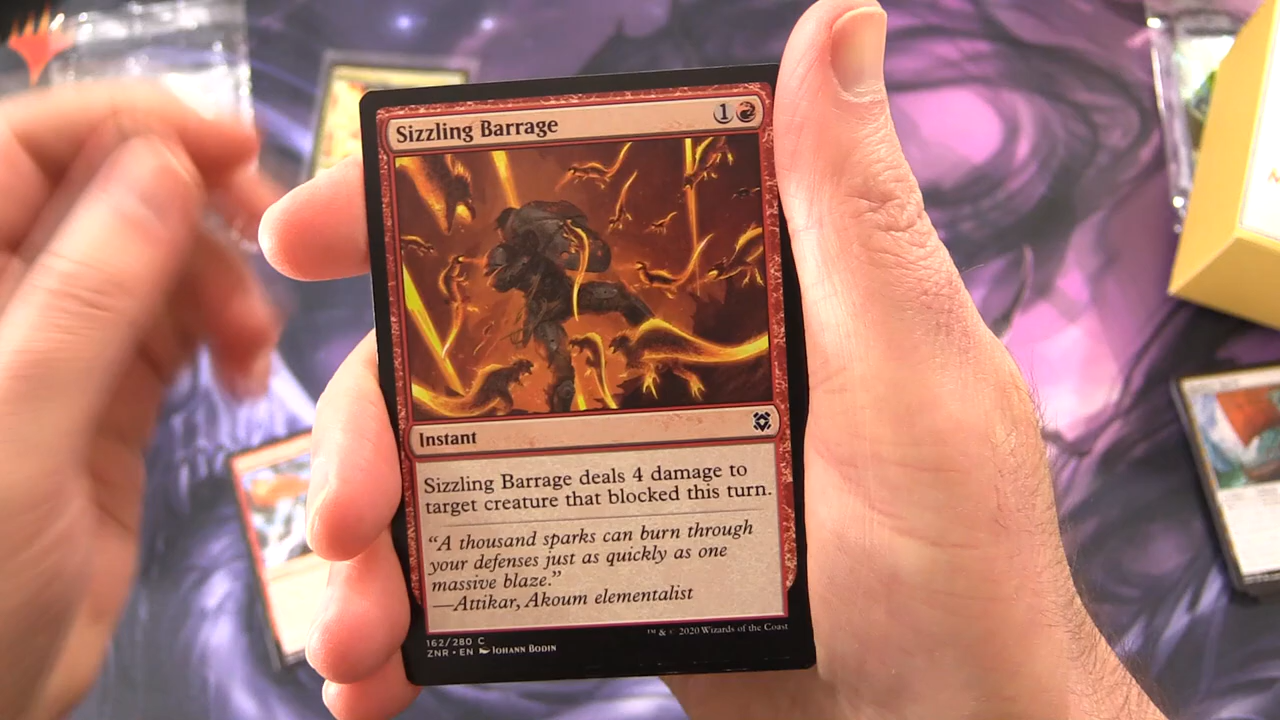 Sizzling Barrage 1
Instant
Sizzling Barrage deals 4 damage to
target creature that blocked this turn.
“A thousand sparks can burn through
your defenses just as quickly as one
massive blaze.”
—Attikar, Akoum elementalist
162/280 C
ZNR • EN Johann Bodin
™ & © 2020 Wizards of the Coast